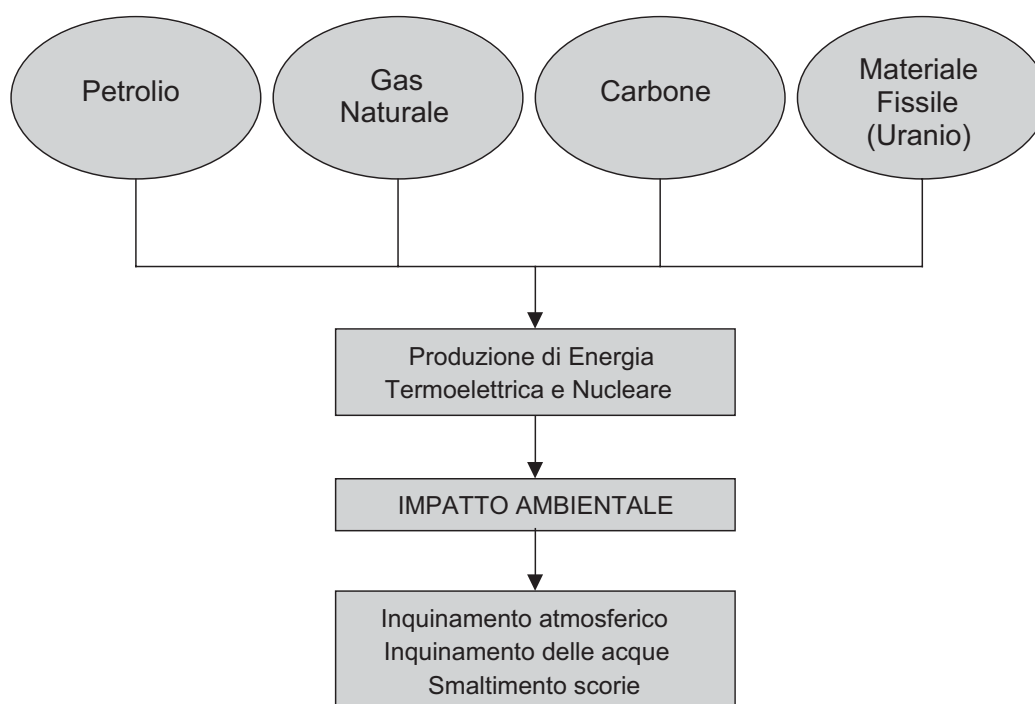 Petrolio
Gas
Naturale
Carbone
Materiale
Fissile
(Uranio)
Produzione di Energia
Termoelettrica e Nucleare
IMPATTO AMBIENTALE
Inquinamento atmosferico
Inquinamento delle acque
Smaltimento scorie